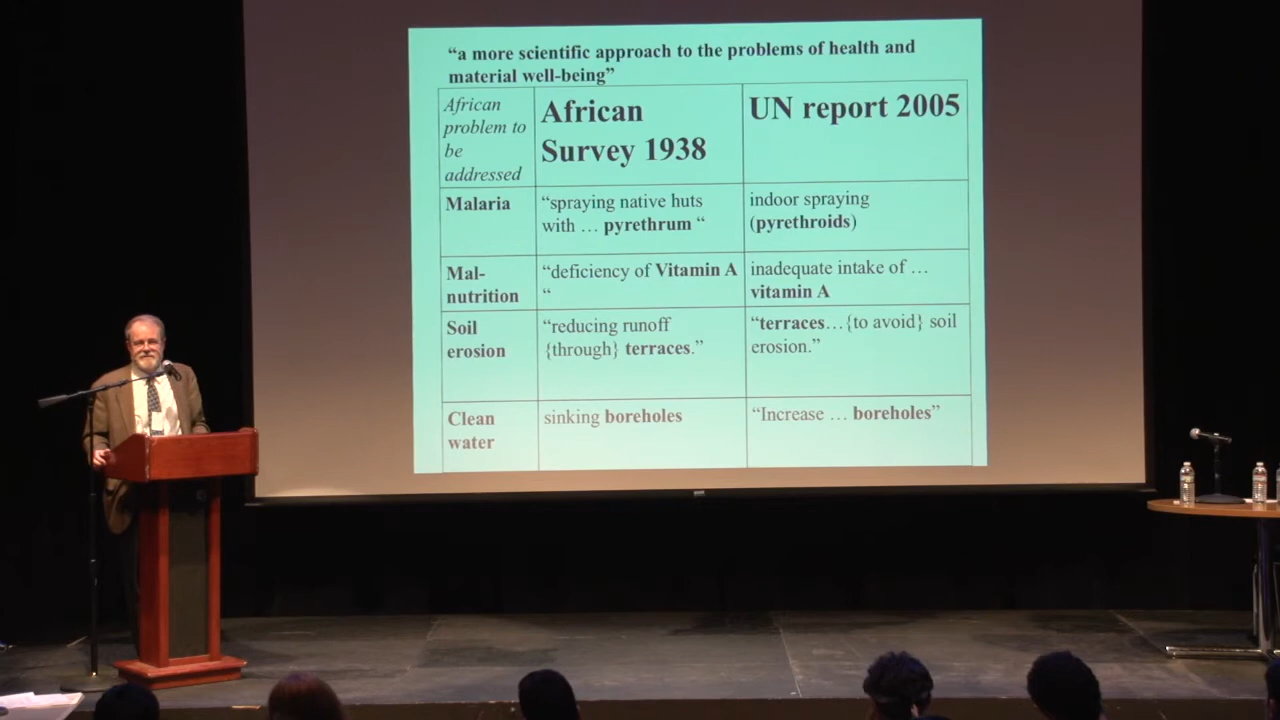 “a more scientific approach to the problems of health and
material well-being”
African
problem to
be
addressed
African
Survey 1938
UN report 2005
Malaria
“spraying native huts
with … pyrethrum “
indoor spraying
(pyrethroids)
Mal-
nutrition
“deficiency of Vitamin A
“
inadequate intake of …
vitamin A
Soil
erosion
“reducing runoff
{through} terraces.”
“terraces…{to avoid} soil
erosion.”
Clean
water
sinking boreholes
“Increase … boreholes”